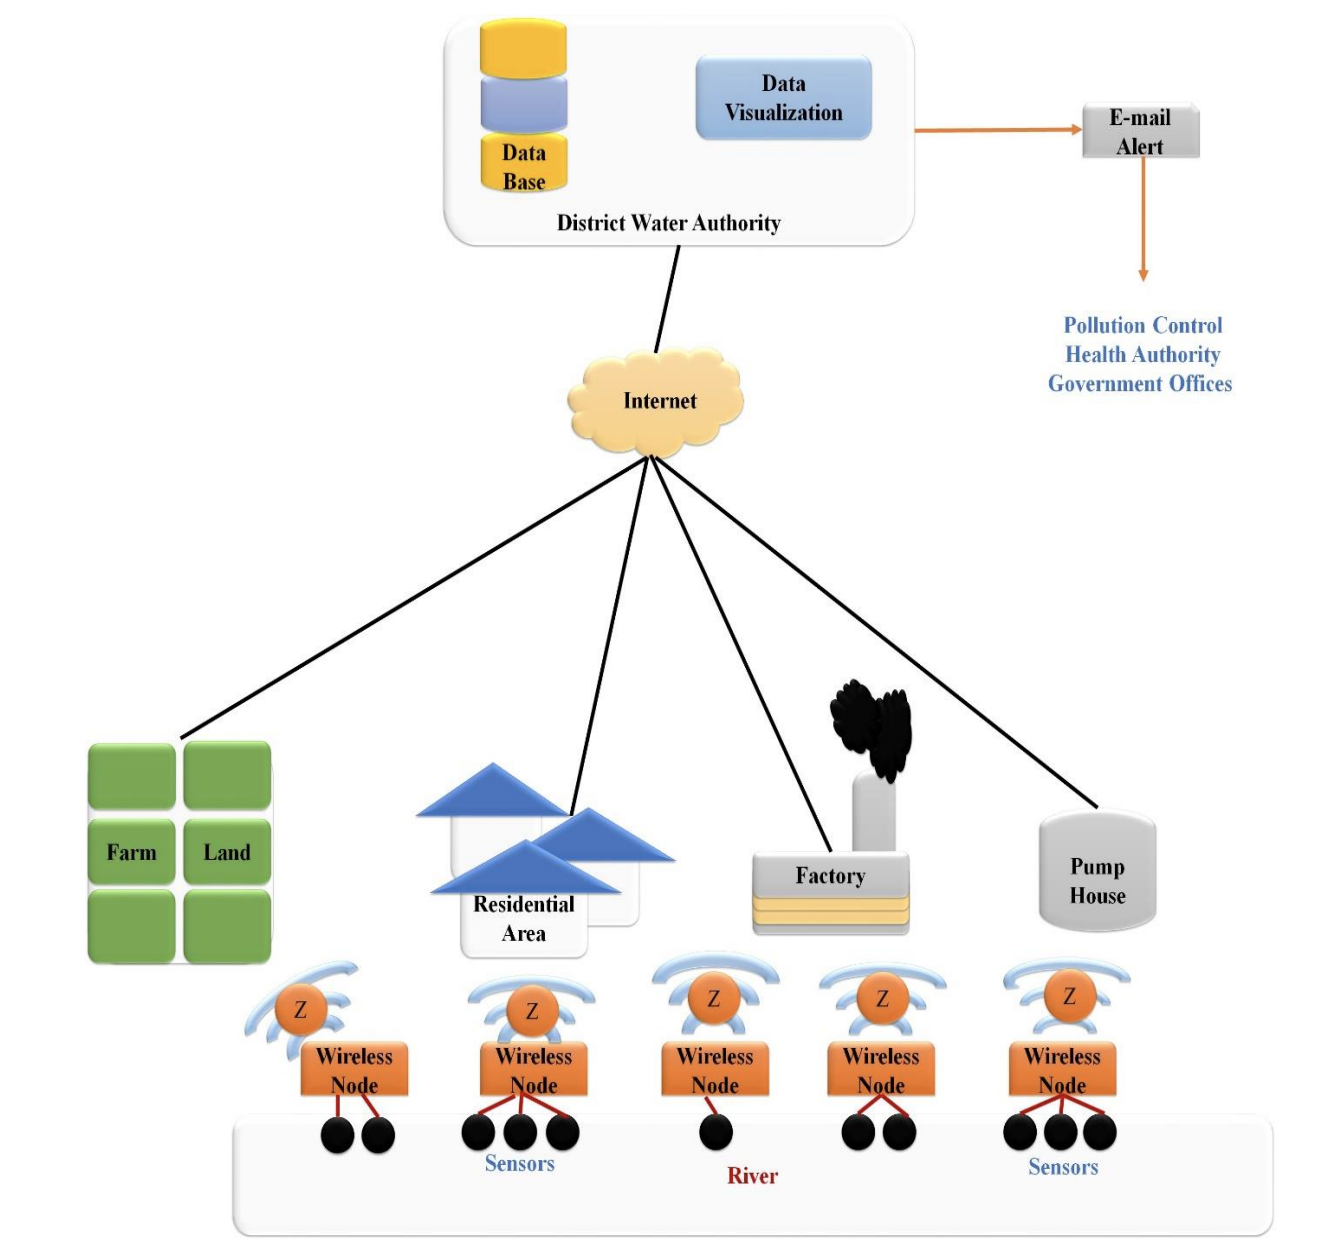 Data
Base
Data
Visualization
District Water Authority
E-mail
Alert
Pollution Control
Health Authority
Government Offices
Internet
Farm
Land
Residential
Area
Factory
Pump
House
Z
Wireless
Node
Z
Wireless
Node
Z
Wireless
Node
Z
Wireless
Node
Z
Wireless
Node
Sensors
River
Sensors